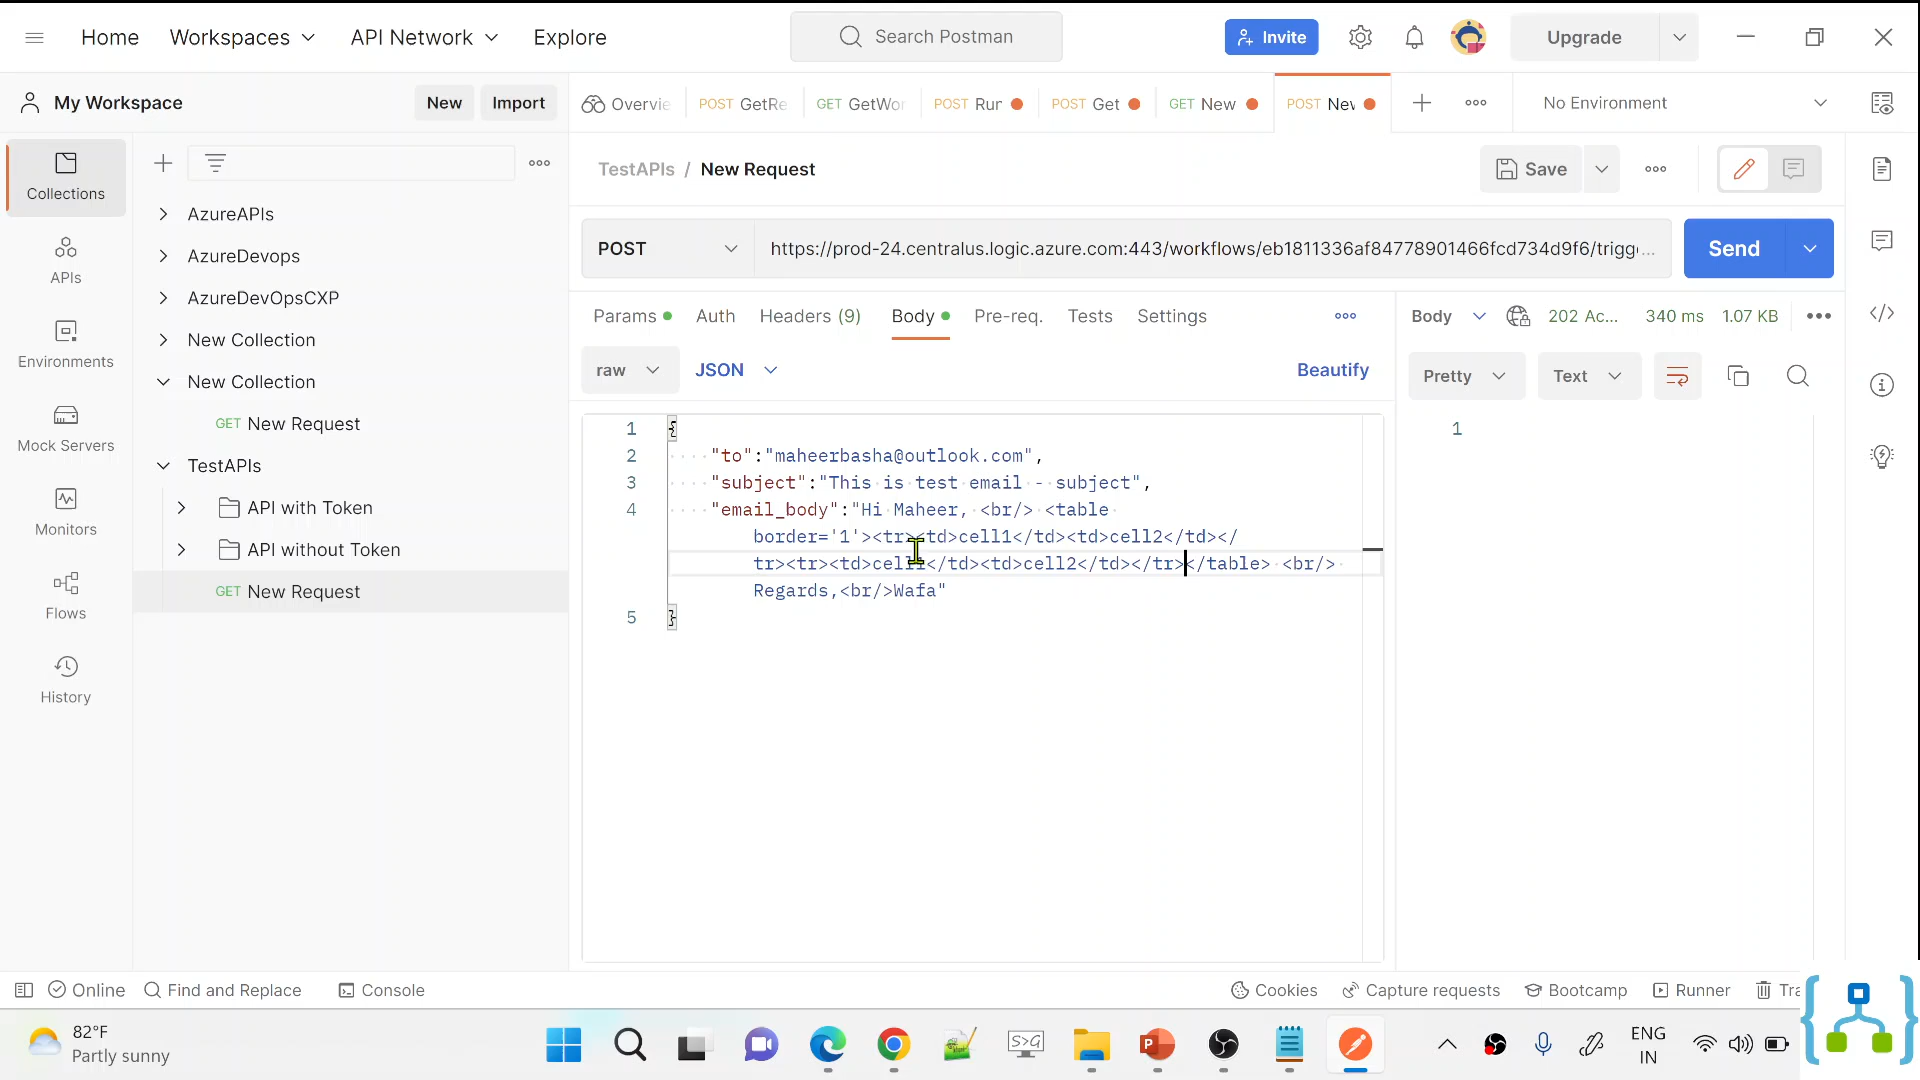 Home
Workspaces
API Network
Explore
Search Postman
Invite
Upgrade
My Workspace
New
Import
Overvie
POST GetRe
GET GetWor
POST Run
POST Get
GET New
POST Nev
No Environment
Collections
APIs
Environments
Mock Servers
Monitors
Flows
History
AzureAPIs
AzureDevops
AzureDevOpsCXP
New Collection
New Collection
GET New Request
TestAPIs
API with Token
API without Token
GET New Request
TestAPIs / New Request
Save
POST
https://prod-24.centralus.logic.azure.com:443/workflows/eb1811336af84778901466fcd734d9f6/trigg...
Send
Params
Auth
Headers (9)
Body
Pre-req.
Tests
Settings
raw
JSON
Beautify
1 {
2 "to":"maheerbasha@outlook.com",
3 "subject":"This is test email - subject",
4 "email_body":"Hi Maheer, <br/> <table
border='1'><tr><td>cell1</td><td>cell2</td></
tr><tr><td>cell1</td><td>cell2</td></tr></table> <br/>
Regards,<br/>Wafa"
5 }
Body
202 Ac...
340 ms
1.07 KB
Pretty
Text
1
Online
Find and Replace
Console
Cookies
Capture requests
Bootcamp
Runner
Tra
82°F
Partly sunny
S>G
ENG
IN